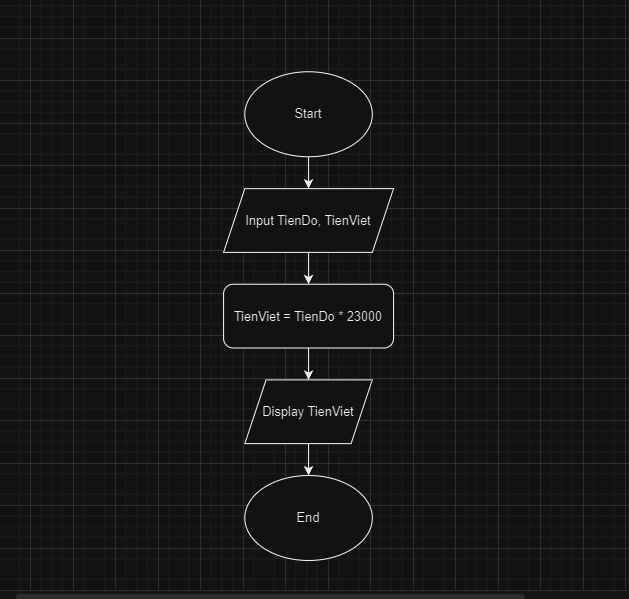 Start
Input TienDo, TienViet
TienViet = TienDo * 23000
Display TienViet
End